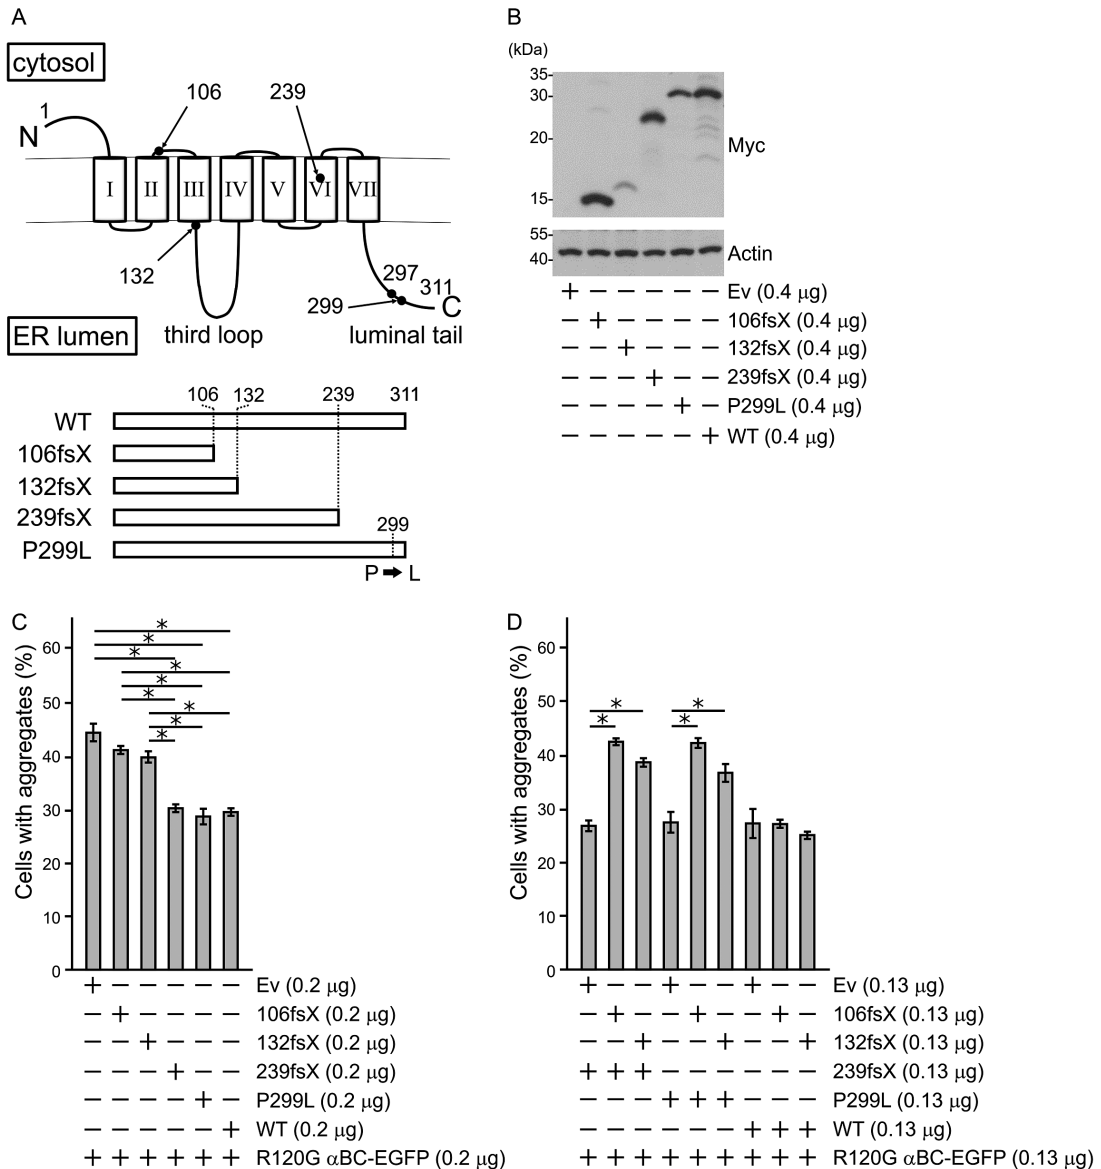 A
cytosol
106
239
1
N
I II III IV V VI VII
132
297
311
299
C
ER lumen
third loop
luminal tail
106 132 239 311
WT
106fsX
132fsX
239fsX
299
P299L
P → L
B
(kDa)
35-
30-
20-
15-
Myc
55-
40-
Actin
+ − − − − − Ev (0.4 µg)
− + − − − − 106fsX (0.4 µg)
− − + − − − 132fsX (0.4 µg)
− − − + − − 239fsX (0.4 µg)
− − − − + − P299L (0.4 µg)
− − − − − + WT (0.4 µg)
C
Cells with aggregates (%)
60
50
40
30
20
10
0
* * * * * * * * *
+ − − − − − Ev (0.2 µg)
− + − − − − 106fsX (0.2 µg)
− − + − − − 132fsX (0.2 µg)
− − − + − − 239fsX (0.2 µg)
− − − − + − P299L (0.2 µg)
− − − − − + WT (0.2 µg)
+ + + + + + R120G αBC-EGFP (0.2 µg)
D
Cells with aggregates (%)
60
50
40
30
20
10
0
* * * *
+ − − + − − + − − Ev (0.13 µg)
− + − − + − − + − 106fsX (0.13 µg)
− − + − − + − − + 132fsX (0.13 µg)
+ + + − − − − − − 239fsX (0.13 µg)
− − − + + + − − − P299L (0.13 µg)
− − − − − − + + + WT (0.13 µg)
+ + + + + + + + + R120G αBC-EGFP (0.13 µg)